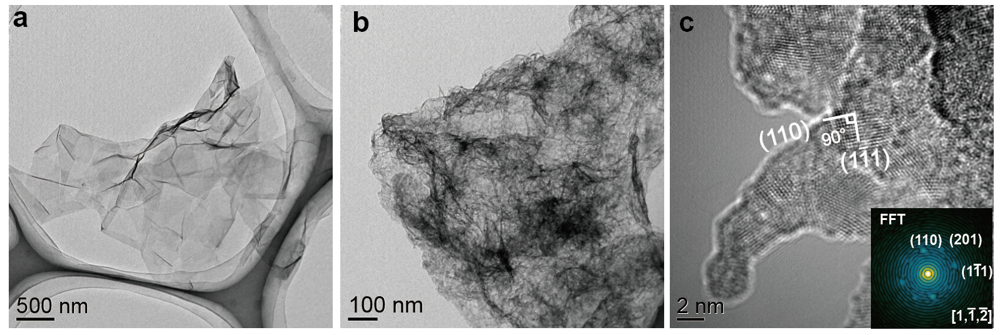 a
500 nm
b
100 nm
c
(110)
90°
(11̄1)
2 nm
FFT
(110) (201)
(11̄1)
[1,1̄,2̄]